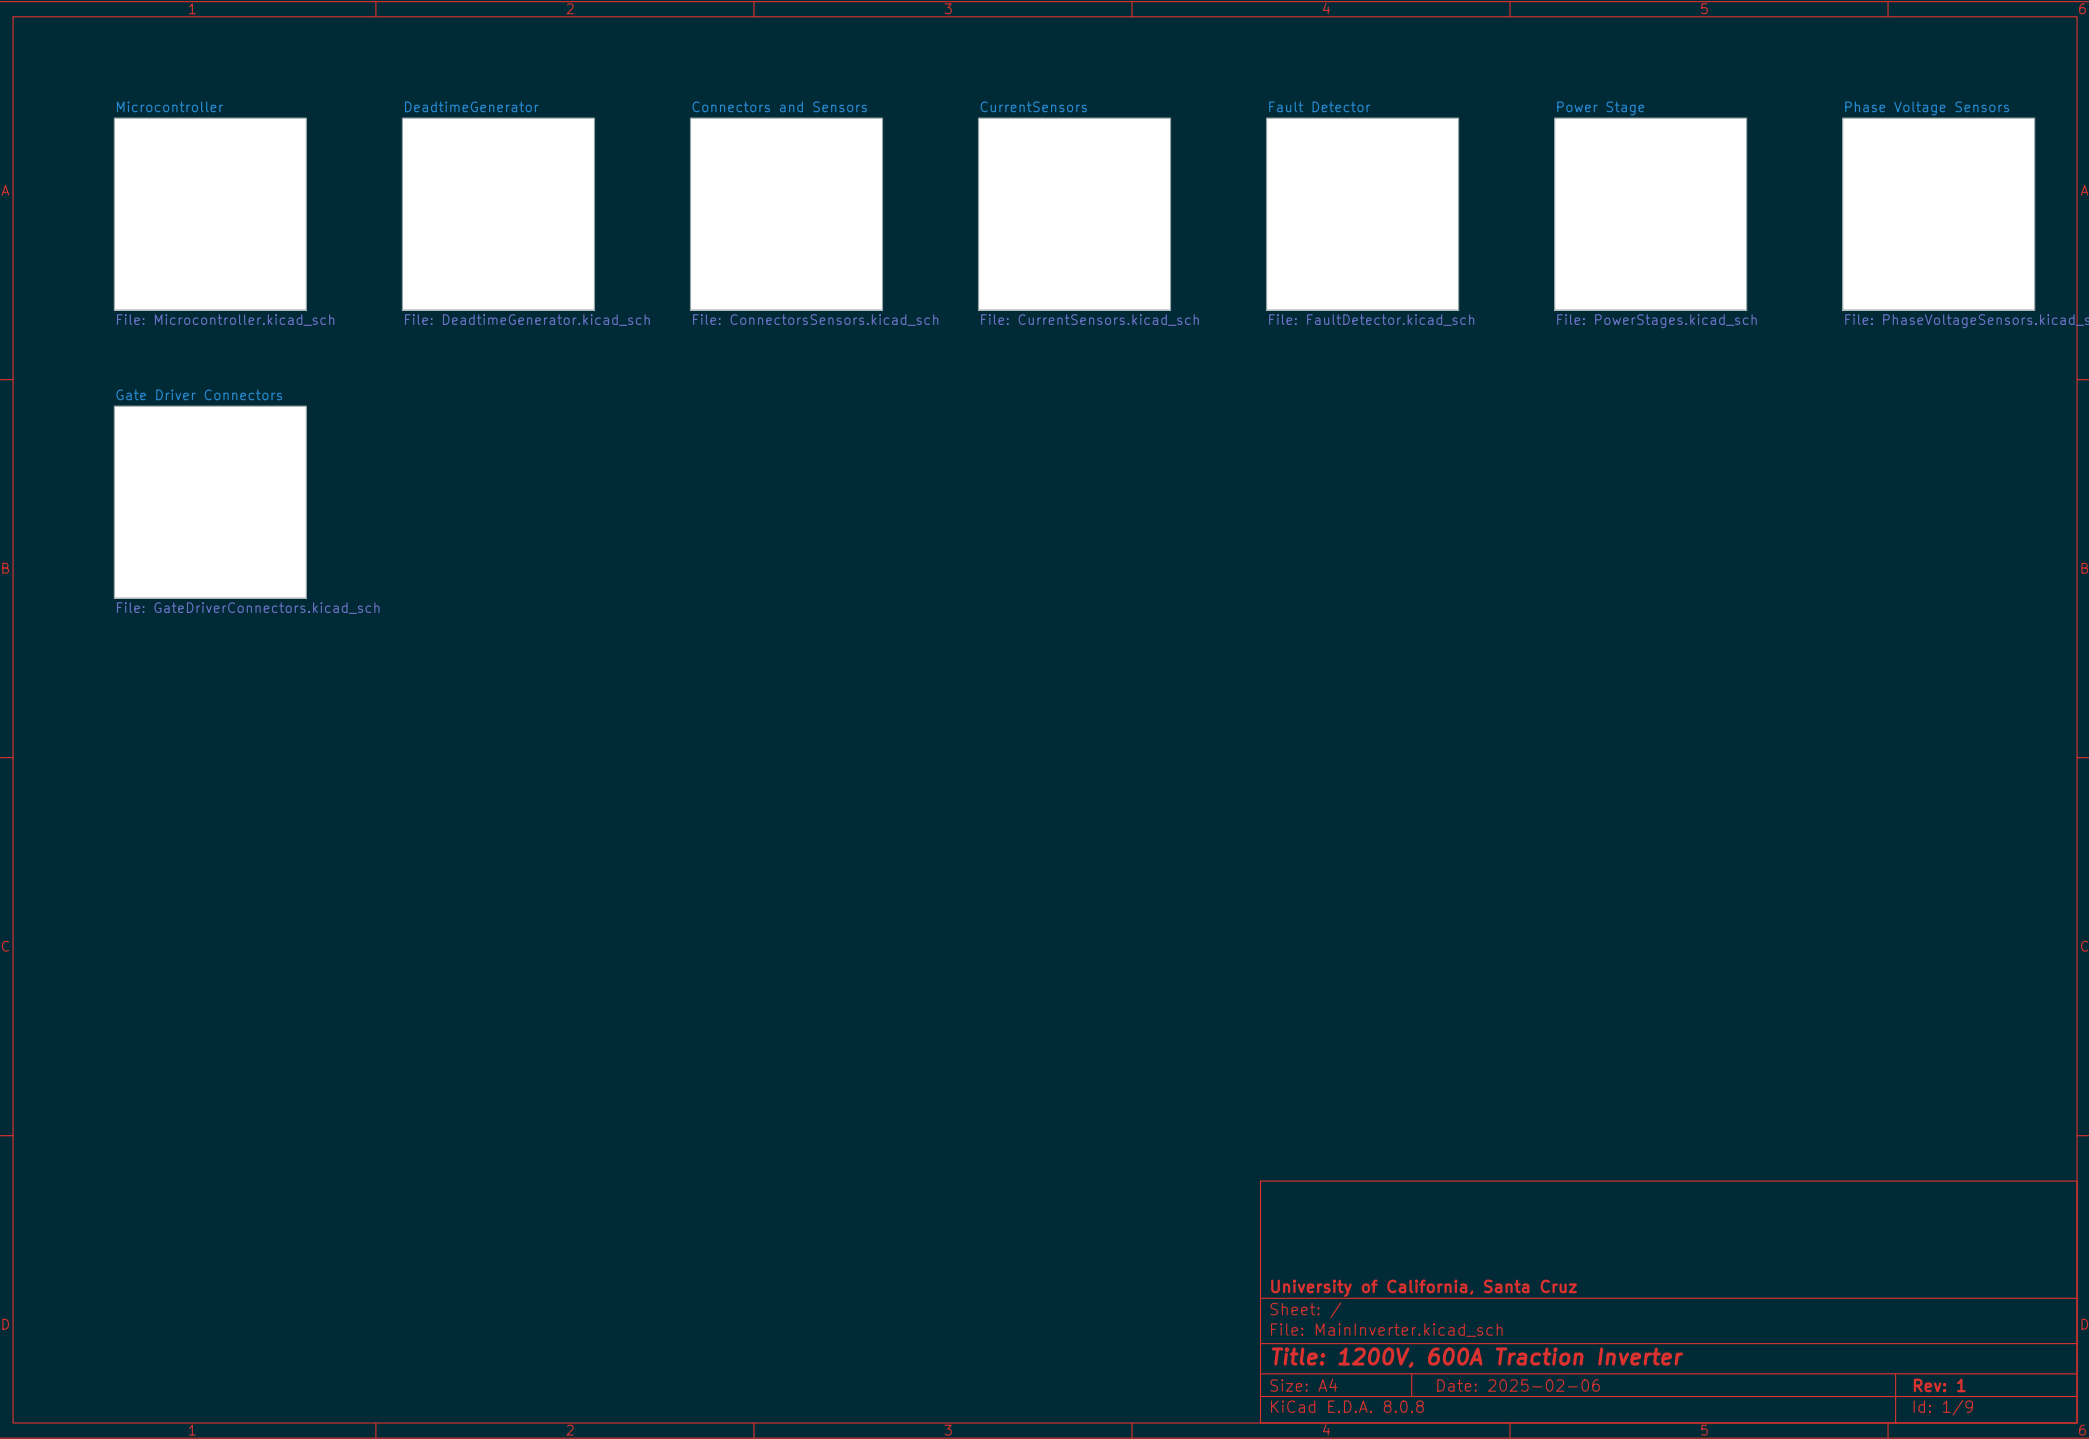 1 2 3 4 5 6
Microcontroller
DeadtimeGenerator
Connectors and Sensors
CurrentSensors
Fault Detector
Power Stage
Phase Voltage Sensors
A A
File: Microcontroller.kicad_sch
File: DeadtimeGenerator.kicad_sch
File: ConnectorsSensors.kicad_sch
File: CurrentSensors.kicad_sch
File: FaultDetector.kicad_sch
File: PowerStages.kicad_sch
File: PhaseVoltageSensors.kicad_s
Gate Driver Connectors
B B
File: GateDriverConnectors.kicad_sch
C C
University of California, Santa Cruz
Sheet: /
D D
File: MainInverter.kicad_sch
Title: 1200V, 600A Traction Inverter
Size: A4 Date: 2025-02-06 Rev: 1
KiCad E.D.A. 8.0.8 Id: 1/9
1 2 3 4 5 6